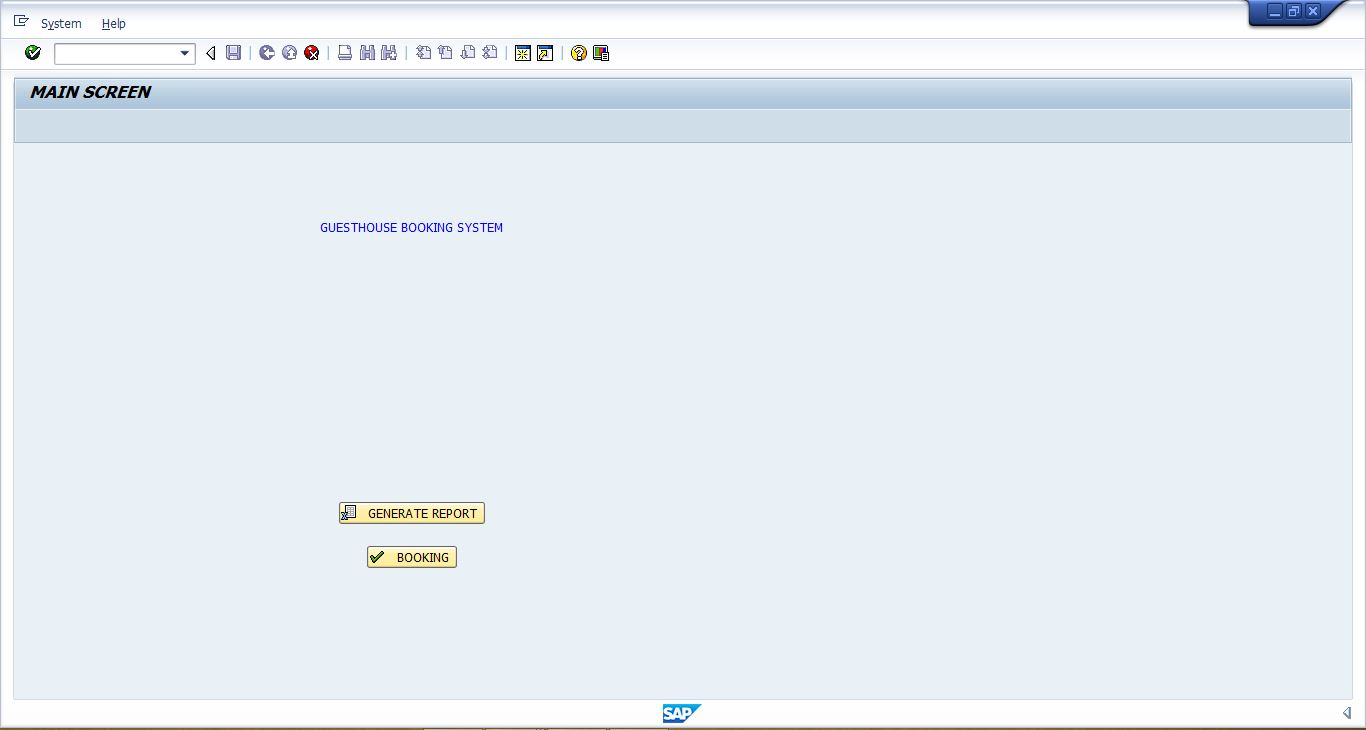 System Help
MAIN SCREEN
GUESTHOUSE BOOKING SYSTEM
GENERATE REPORT
BOOKING
SAP